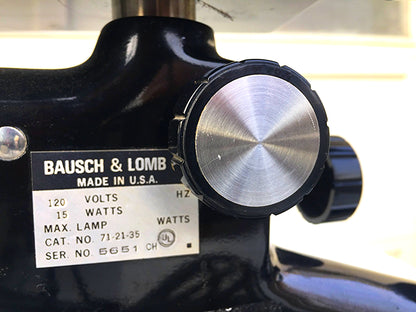 BAUSCH & LOMB
MADE IN U.S.A.
120 VOLTS HZ
15 WATTS
MAX. LAMP WATTS
CAT. NO. 71-21-35
SER. NO. 5651 CH UL